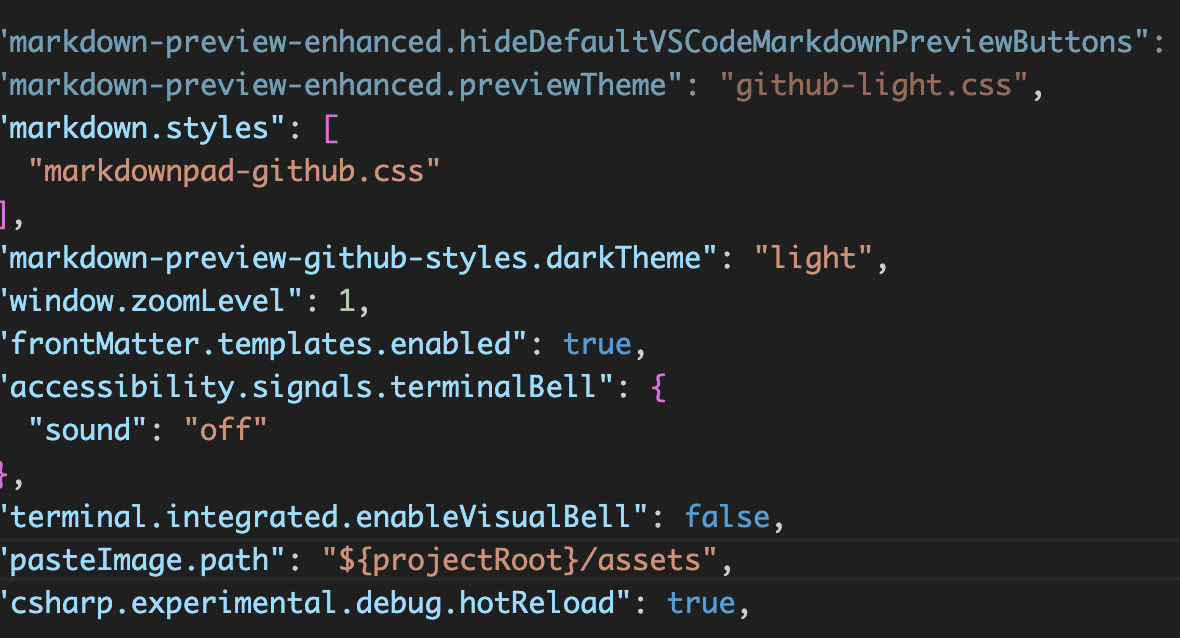 "markdown-preview-enhanced.hideDefaultVSCodeMarkdownPreviewButtons":
"markdown-preview-enhanced.previewTheme": "github-light.css",
"markdown.styles": [
"markdownpad-github.css"
],
"markdown-preview-github-styles.darkTheme": "light",
"window.zoomLevel": 1,
"frontMatter.templates.enabled": true,
"accessibility.signals.terminalBell": {
"sound": "off"
},
"terminal.integrated.enableVisualBell": false,
"pasteImage.path": "${projectRoot}/assets",
"csharp.experimental.debug.hotReload": true,